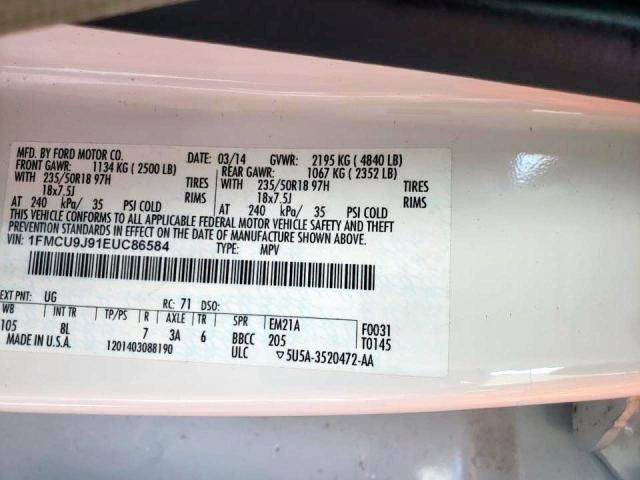 MFD. BY FORD MOTOR CO.
DATE: 03/14 GVWR: 2195 KG ( 4840 LB)
FRONT GAWR: 1134 KG ( 2500 LB)
REAR GAWR: 1067 KG ( 2352 LB)
WITH 235/50R18 97H TIRES
WITH 235/50R18 97H TIRES
18x7.5J RIMS
18x7.5J RIMS
AT 240 kPa/ 35 PSI COLD
AT 240 kPa/ 35 PSI COLD
THIS VEHICLE CONFORMS TO ALL APPLICABLE FEDERAL MOTOR VEHICLE SAFETY AND THEFT
PREVENTION STANDARDS IN EFFECT ON THE DATE OF MANUFACTURE SHOWN ABOVE.
VIN: 1FMCU9J91EUC86584 TYPE: MPV
EXT PNT: UG RC: 71 DSO:
WB INT TR TP/PS R AXLE TR SPR EM21A F0031
105 8L 7 3A 6 BBCC 205 T0145
MADE IN U.S.A. 1201403088190 ULC ▽5U5A-3520472-AA